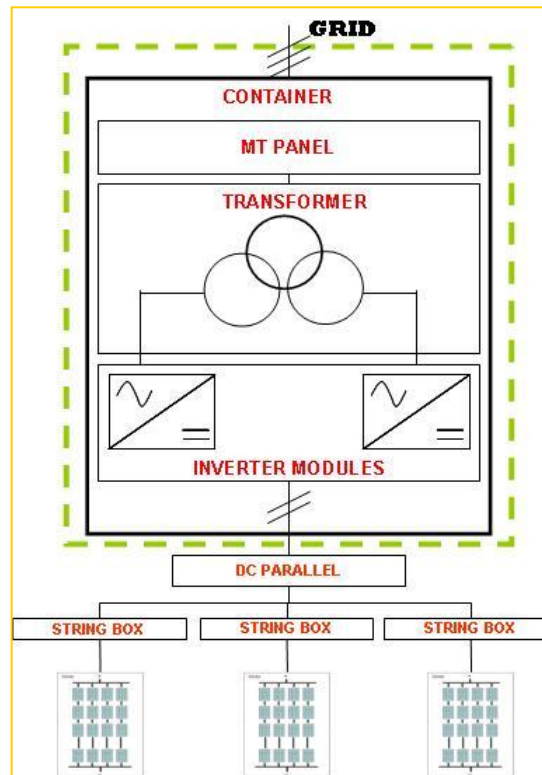 GRID
CONTAINER
MT PANEL
TRANSFORMER
INVERTER MODULES
DC PARALLEL
STRING BOX
STRING BOX
STRING BOX